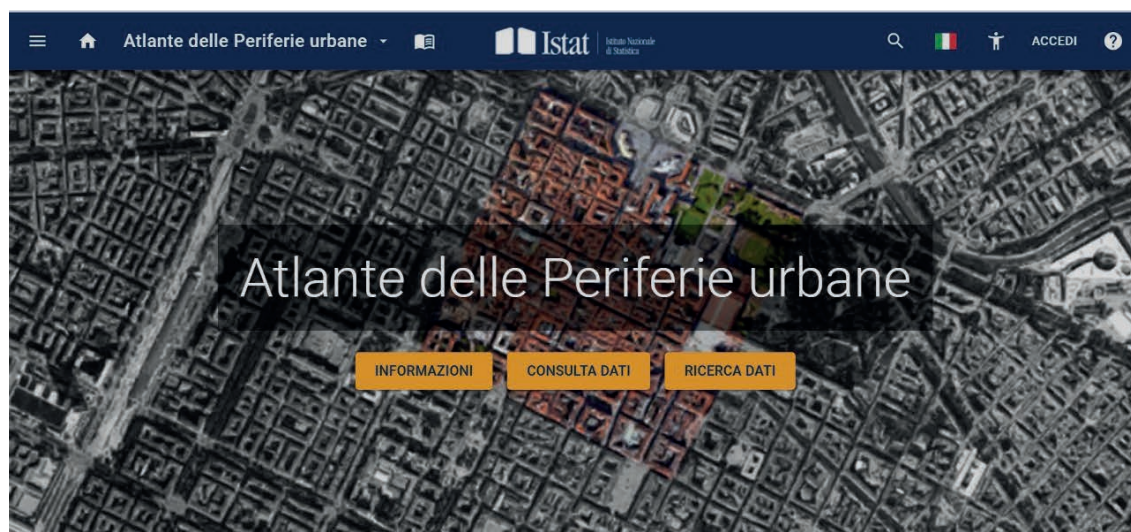 Atlante delle Periferie urbane
Istat
Istituto Nazionale
di Statistica
ACCEDI
?
Atlante delle Periferie urbane
INFORMAZIONI
CONSULTA DATI
RICERCA DATI